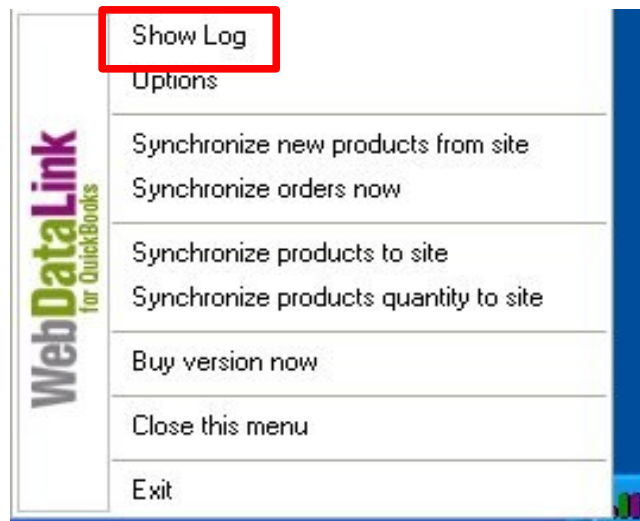 Show Log
Options
Synchronize new products from site
Synchronize orders now
Synchronize products to site
Synchronize products quantity to site
Buy version now
Close this menu
Exit
WebDataLink
for QuickBooks